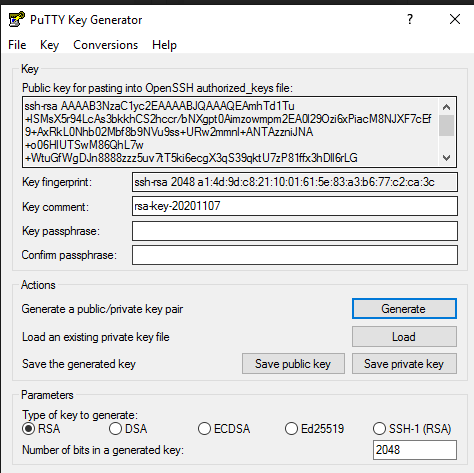 PuTTY Key Generator
?
File Key Conversions Help
Key
Public key for pasting into OpenSSH authorized_keys file:
ssh-rsa AAAAB3NzaC1yc2EAAAABJQAAAQEAmhTd1Tu
+ISMsX5r94LcAs3bkkhCS2hccr/bNXgpt0Aimzowmpm2EA0I29Ozi6xPiacM8NJXF7cEf
9+AxRkL0Nhb02Mbf8b9NVu9ss+URw2mmnl+ANTAzzniJNA
+o06HIUTSwM86QhL7w
+WtuGfWgDJn8888zzz5uv7tT5ki6ecgX3qS39qktU7zP81ffx3hDll6rLG
Key fingerprint: ssh-rsa 2048 a1:4d:9d:c8:21:10:01:61:5e:83:a3:b6:77:c2:ca:3c
Key comment: rsa-key-20201107
Key passphrase:
Confirm passphrase:
Actions
Generate a public/private key pair Generate
Load an existing private key file Load
Save the generated key Save public key Save private key
Parameters
Type of key to generate:
RSA DSA ECDSA Ed25519 SSH-1 (RSA)
Number of bits in a generated key: 2048